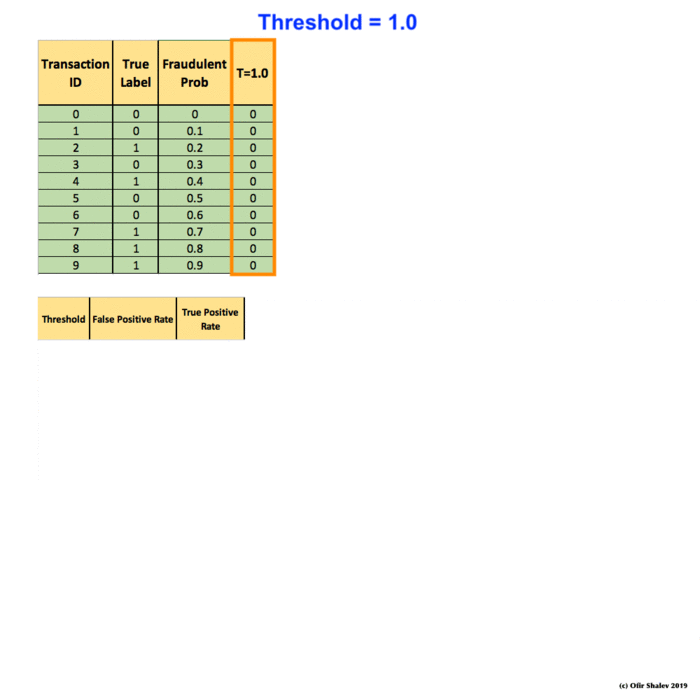 Threshold = 1.0
Transaction ID True Label Fraudulent Prob T=1.0
0 0 0 0
1 0 0.1 0
2 1 0.2 0
3 0 0.3 0
4 1 0.4 0
5 0 0.5 0
6 0 0.6 0
7 1 0.7 0
8 1 0.8 0
9 1 0.9 0
Threshold False Positive Rate True Positive Rate
(c) Ofir Shalev 2019